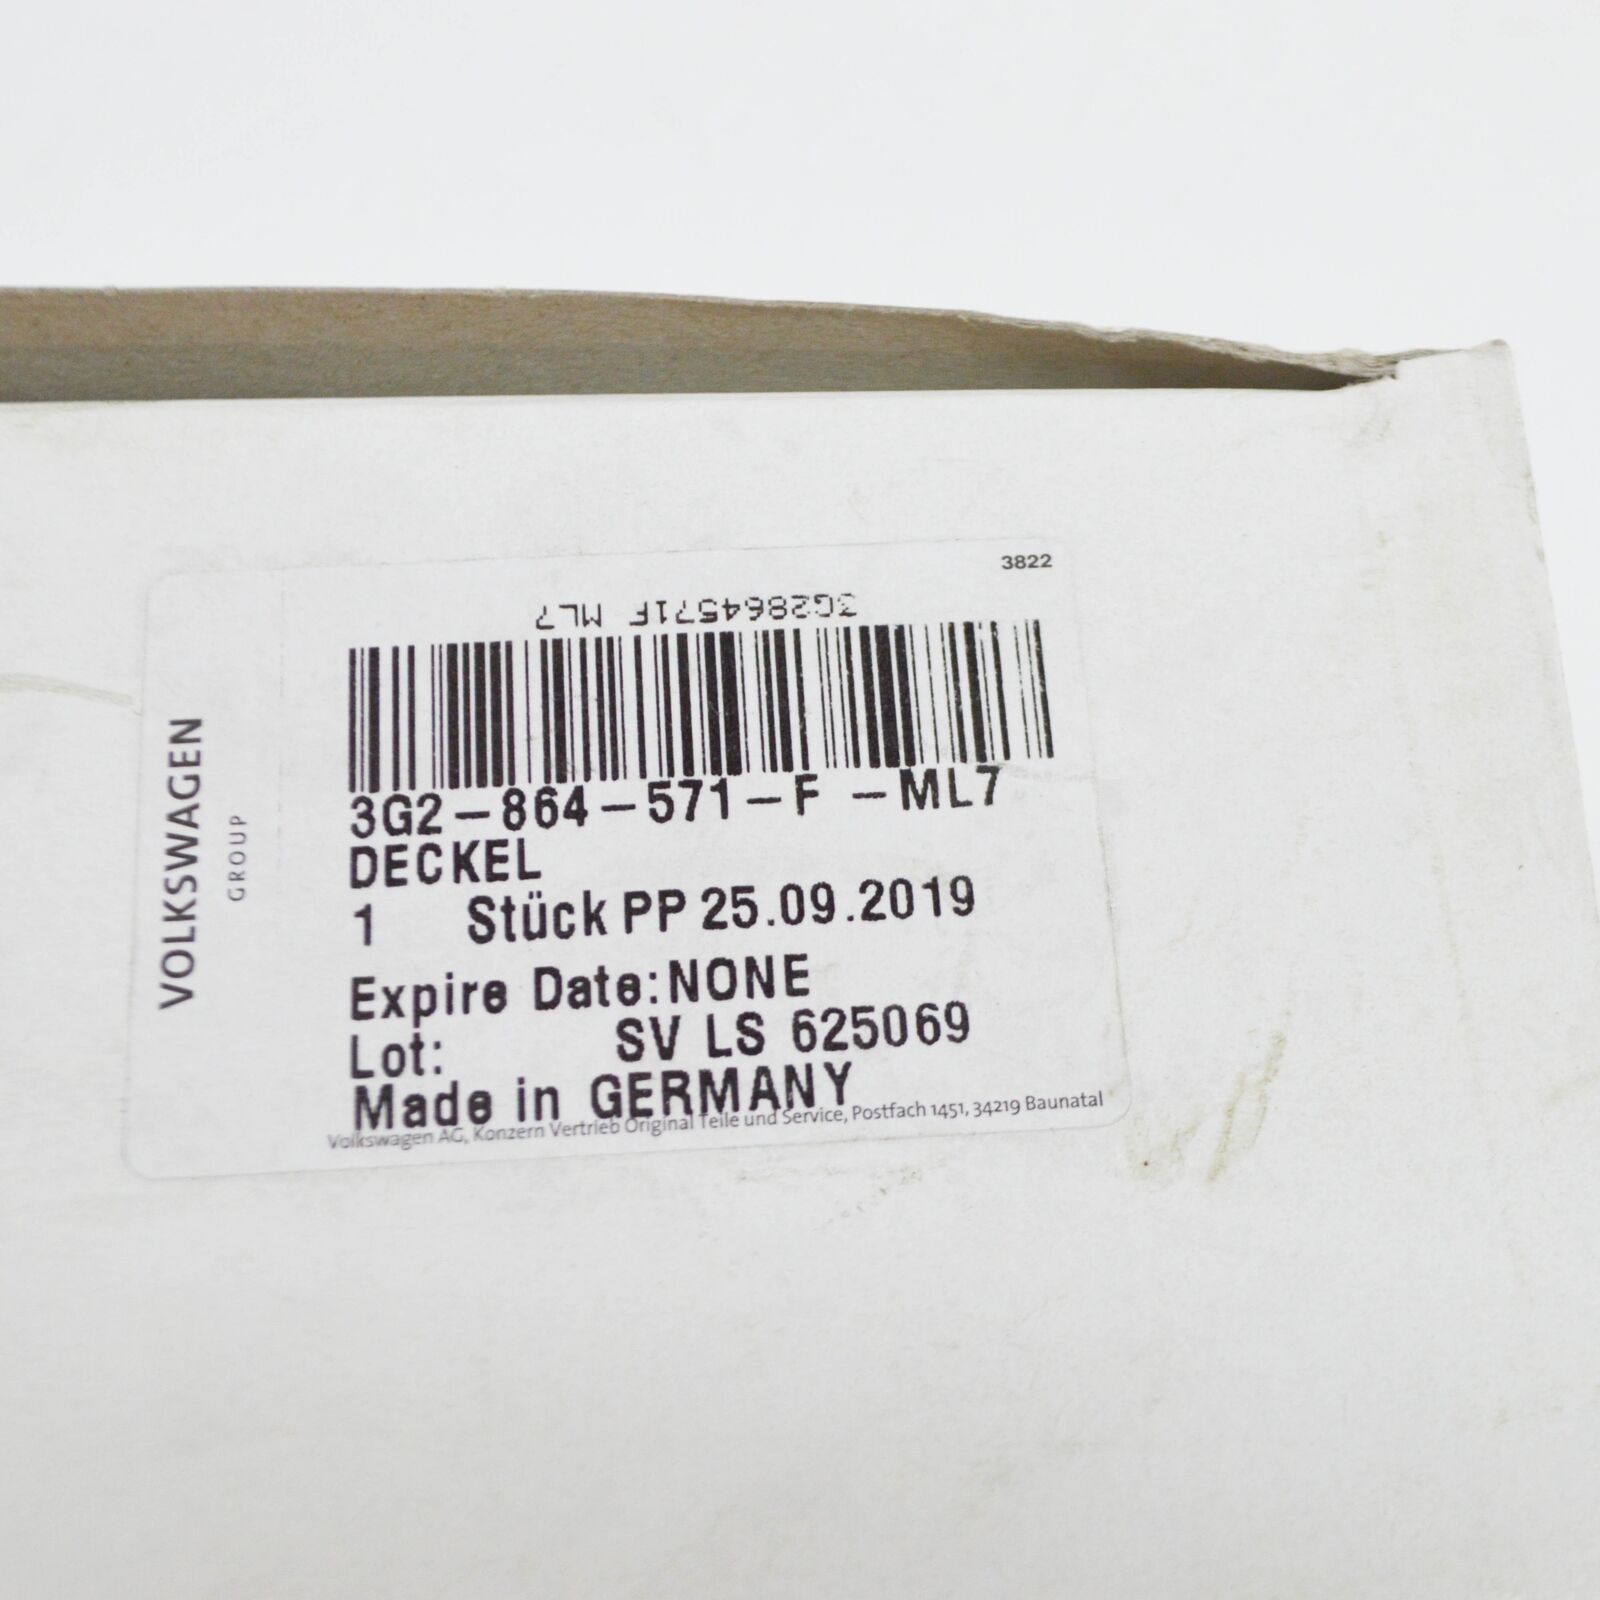 3822
3G2864571F ML7
3G2-864-571-F -ML7
DECKEL
1 Stück PP 25.09.2019
Expire Date:NONE
Lot: SV LS 625069
Made in GERMANY
Volkswagen AG, Konzern Vertrieb Original Teile und Service, Postfach 1451, 34219 Baunatal
VOLKSWAGEN
GROUP